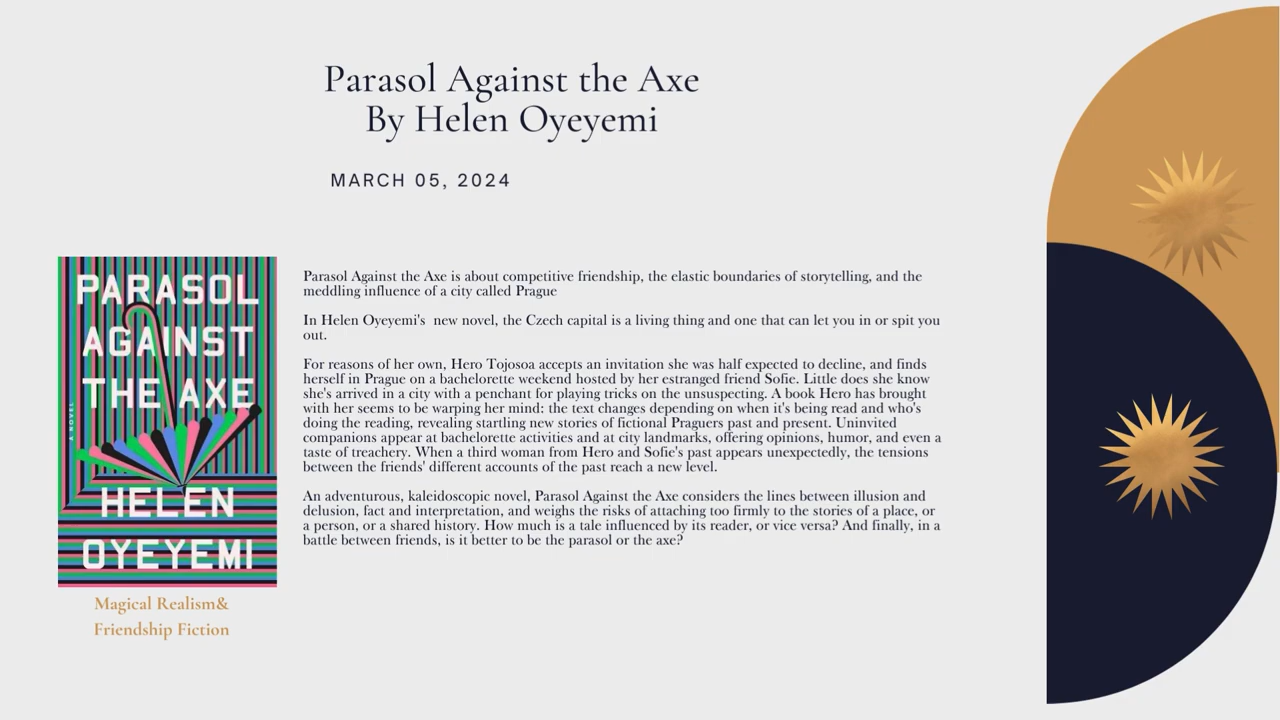 Parasol Against the Axe
By Helen Oyeyemi
MARCH 05, 2024
PARASOL
AGAINST
THE AXE
A NOVEL
HELEN
OYEYEMI
Magical Realism&
Friendship Fiction
Parasol Against the Axe is about competitive friendship, the elastic boundaries of storytelling, and the
meddling influence of a city called Prague
In Helen Oyeyemi's  new novel, the Czech capital is a living thing and one that can let you in or spit you
out.
For reasons of her own, Hero Tojosoa accepts an invitation she was half expected to decline, and finds
herself in Prague on a bachelorette weekend hosted by her estranged friend Sofie. Little does she know
she's arrived in a city with a penchant for playing tricks on the unsuspecting. A book Hero has brought
with her seems to be warping her mind: the text changes depending on when it's being read and who's
doing the reading, revealing startling new stories of fictional Praguers past and present. Uninvited
companions appear at bachelorette activities and at city landmarks, offering opinions, humor, and even a
taste of treachery. When a third woman from Hero and Sofie's past appears unexpectedly, the tensions
between the friends' different accounts of the past reach a new level.
An adventurous, kaleidoscopic novel, Parasol Against the Axe considers the lines between illusion and
delusion, fact and interpretation, and weighs the risks of attaching too firmly to the stories of a place, or
a person, or a shared history. How much is a tale influenced by its reader, or vice versa? And finally, in a
battle between friends, is it better to be the parasol or the axe?